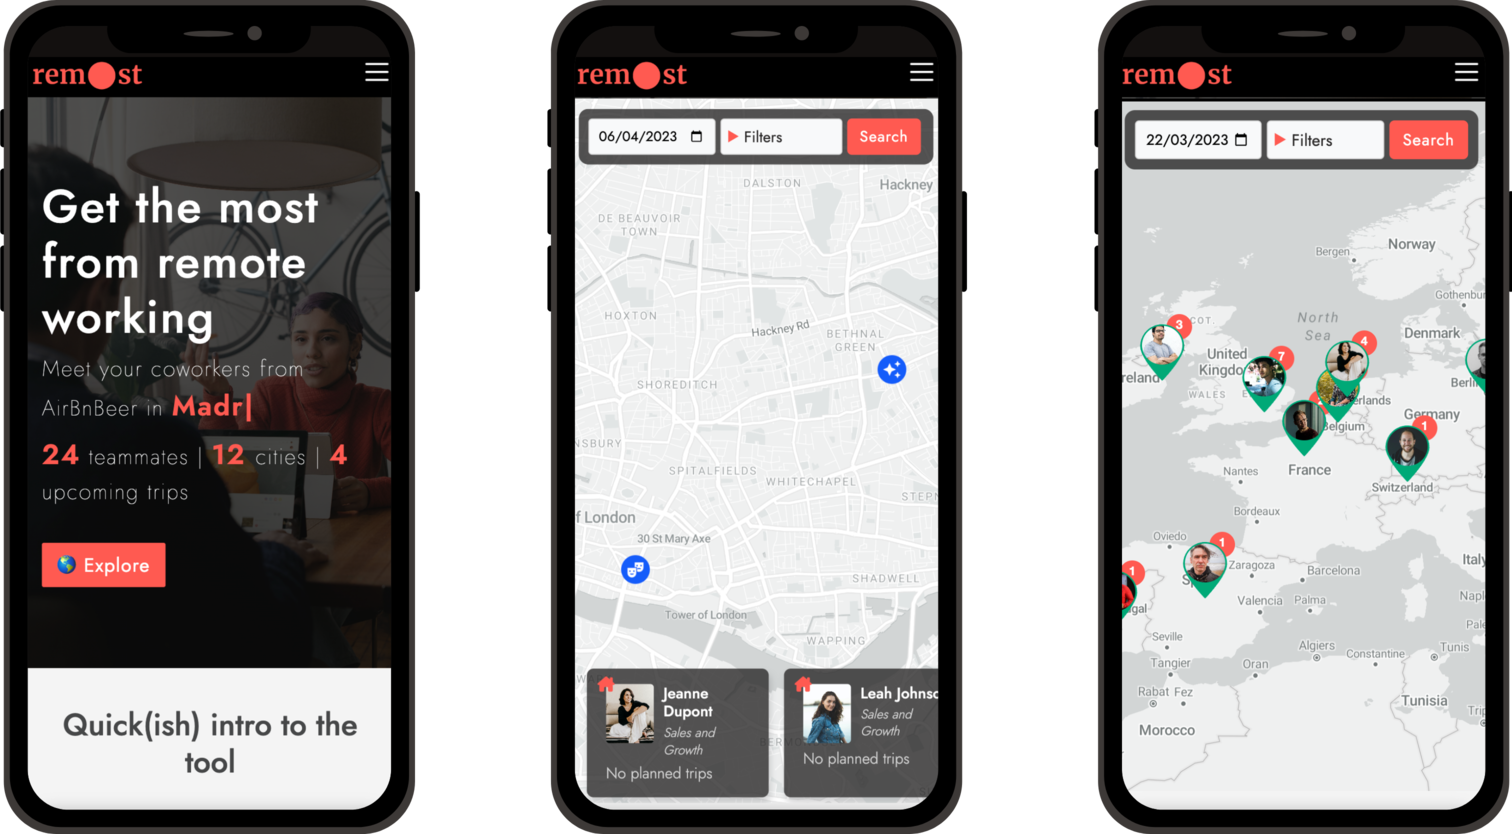 rem st
Get the most
from remote
working
Meet your coworkers from
AirBnBeer in Madr|
24 teammates | 12 cities | 4
upcoming trips
Explore
Quick(ish) intro to the
tool
rem st
06/04/2023
Filters
Search
DALSTON
Hackney
DE BEAUVOIR
TOWN
HOXTON
Hackney Rd
BETHNAL
GREEN
SHOREDITCH
NSBURY
SPITALFIELDS
WHITECHAPEL
STEPN
f London
30 St Mary Axe
SHADWELL
Tower of London
WAPPING
Jeanne
Dupont
Sales and
Growth
No planned trips
BERM
Leah Johnso
Sales and
Growth
No planned trips
rem st
22/03/2023
Filters
Search
Norway
Bergen
Gothenbur
North
Sea
Denmark
3
SCOT.
4
United
Kingdo
7
reland
Berli
WALES
E
erlands
Germany
1
Belgium
France
Nantes
Switzerland
Bordeaux
Oviedo
1
Italy
S
Zaragoza
Barcelona
1
gal
Valencia
Palma
Napl
Pale
Seville
Algiers
Constantine
Tunis
Tangier
Oran
Rabat
Fez
Tunisia
Trip
Morocco